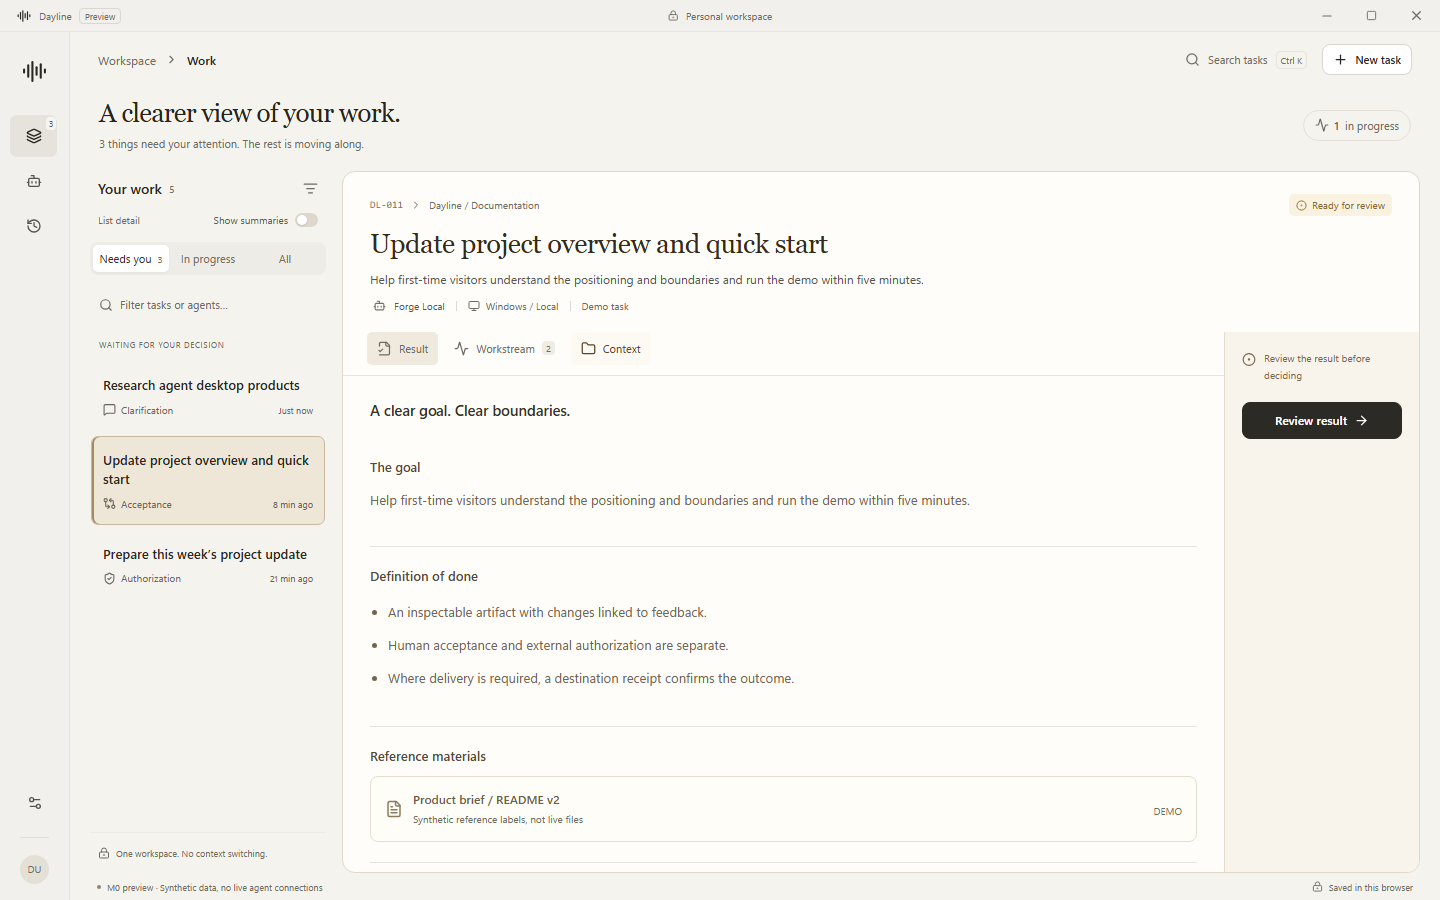 Dayline Preview
Personal workspace
Workspace > Work
Search tasks Ctrl K
+ New task
A clearer view of your work.
3 things need your attention. The rest is moving along.
1 in progress
3
Your work 5
List detail Show summaries
Needs you 3 In progress All
Filter tasks or agents...
WAITING FOR YOUR DECISION
Research agent desktop products
Clarification Just now
Update project overview and quick
start
Acceptance 8 min ago
Prepare this week's project update
Authorization 21 min ago
One workspace. No context switching.
DU
DL-011 > Dayline / Documentation
Ready for review
Update project overview and quick start
Help first-time visitors understand the positioning and boundaries and run the demo within five minutes.
Forge Local Windows / Local Demo task
Result Workstream 2 Context
A clear goal. Clear boundaries.
The goal
Help first-time visitors understand the positioning and boundaries and run the demo within five minutes.
Definition of done
• An inspectable artifact with changes linked to feedback.
• Human acceptance and external authorization are separate.
• Where delivery is required, a destination receipt confirms the outcome.
Reference materials
Product brief / README v2
Synthetic reference labels, not live files
DEMO
Review the result before
deciding
Review result →
M0 preview · Synthetic data, no live agent connections
Saved in this browser